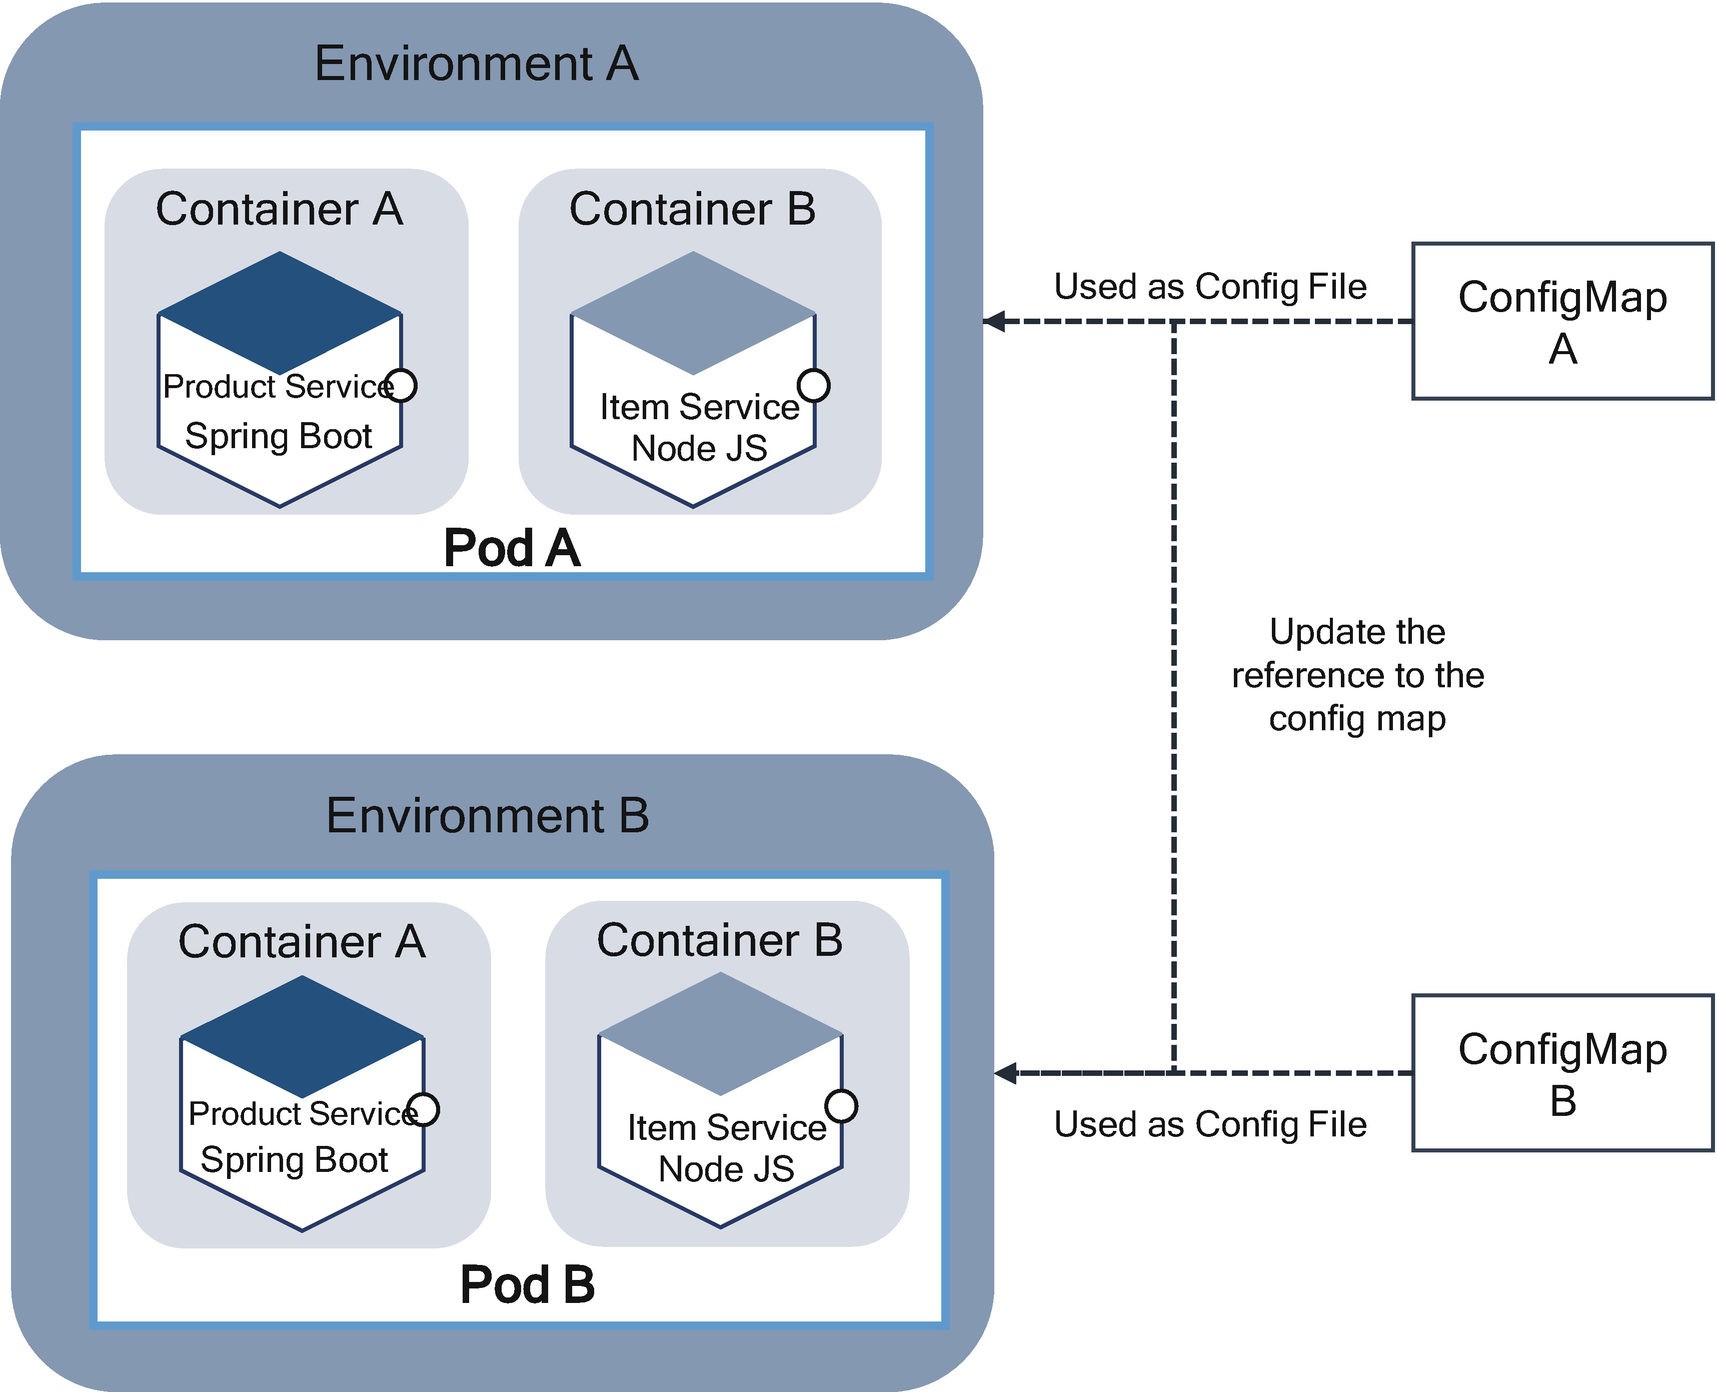 Environment A
Container A
Container B
Product Service
Spring Boot
Item Service
Node JS
Pod A
Used as Config File
ConfigMap
A
Update the
reference to the
config map
Environment B
Container A
Container B
Product Service
Spring Boot
Item Service
Node JS
Pod B
Used as Config File
ConfigMap
B